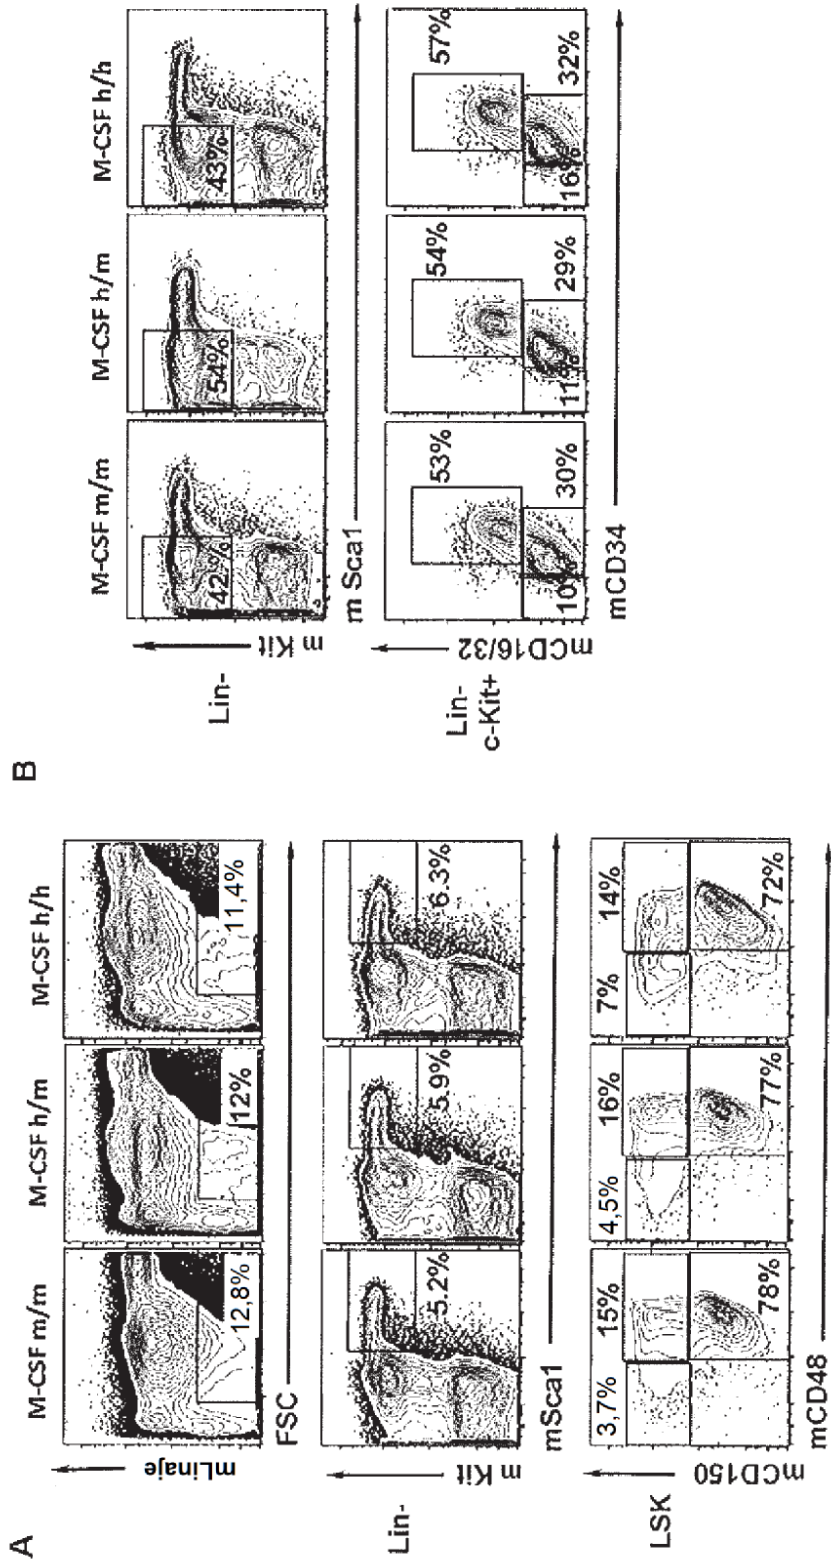 A
M-CSF m/m
M-CSF h/m
M-CSF h/h
mLinaje
12,8%
12%
11,4%
FSC
Lin-
m Kit
5.2%
5.9%
6.3%
mSca1
LSK
mCD150
3,7%
15%
78%
4,5%
16%
77%
7%
14%
72%
mCD48
B
M-CSF m/m
M-CSF h/m
M-CSF h/h
Lin-
m Kit
42%
54%
43%
m Sca1
Lin-
c-Kit+
mCD16/32
53%
10%
30%
54%
11%
29%
57%
16%
32%
mCD34